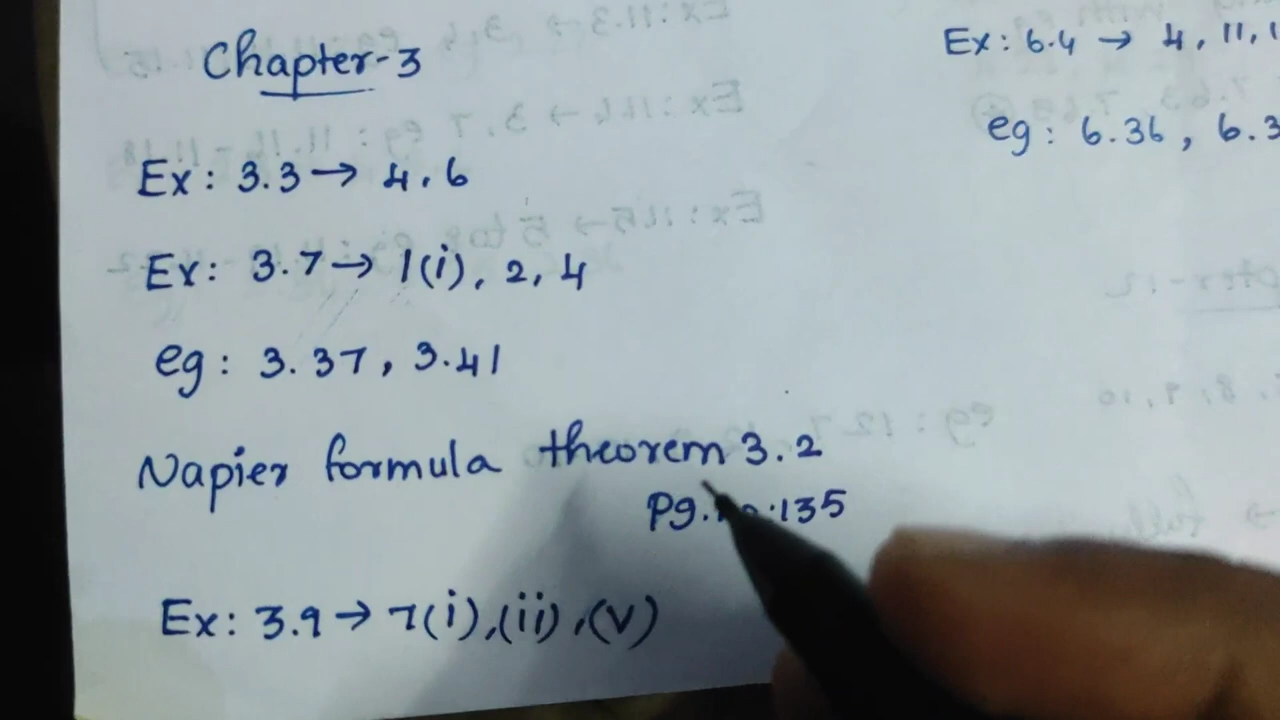 Chapter-3
Ex: 3.3 → 4, 6
Ex: 3.7 → 1(i), 2, 4
eg: 3.37, 3.41
Napier formula theorem 3.2
Pg.no:135
Ex: 3.9 → 7(i),(ii),(v)
Ex: 6.4 → 4, 11, 1
eg: 6.36, 6.3